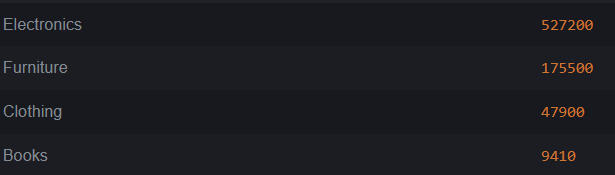 Electronics 527200
Furniture 175500
Clothing 47900
Books 9410